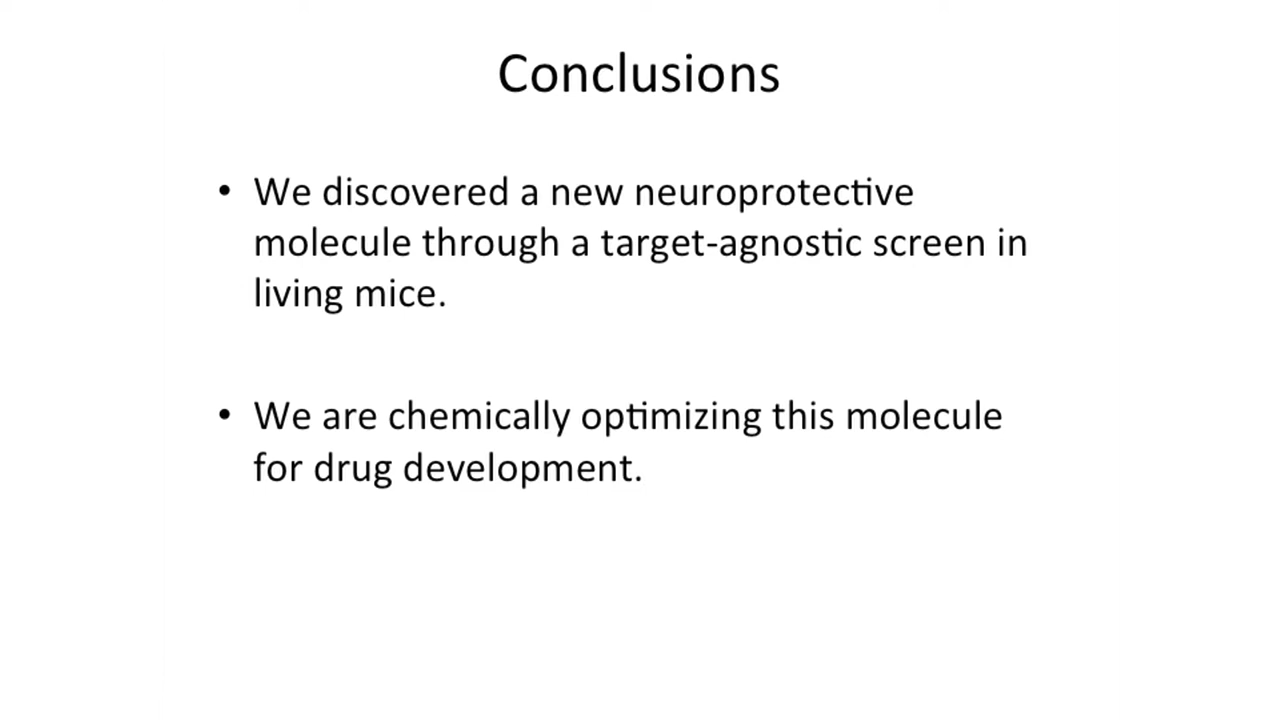 Conclusions
• We discovered a new neuroprotective
molecule through a target-agnostic screen in
living mice.
• We are chemically optimizing this molecule
for drug development.